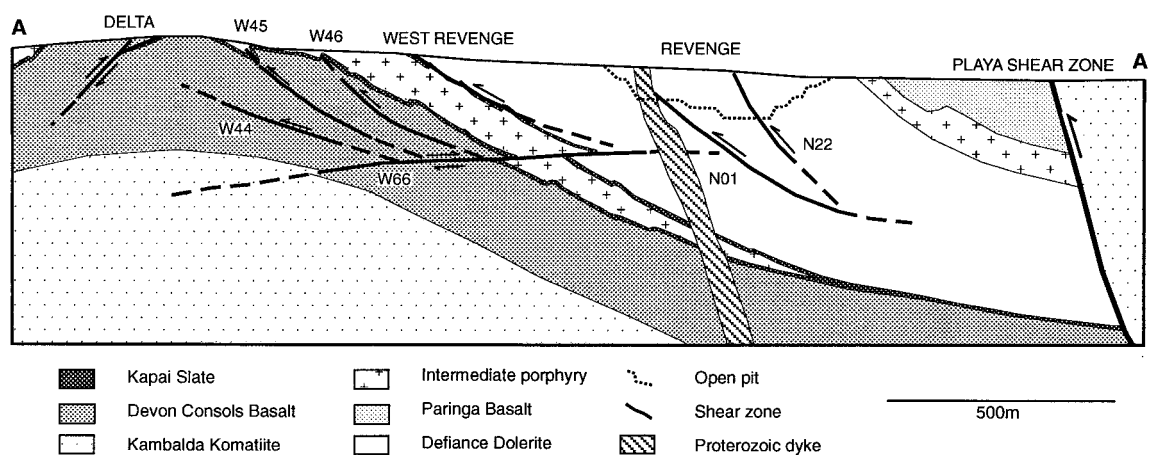 A
DELTA
W45
W46
WEST REVENGE
REVENGE
A
PLAYA SHEAR ZONE
W44
W66
N22
N01
Kapai Slate
Intermediate porphyry
Open pit
Devon Consols Basalt
Paringa Basalt
Shear zone
500m
Kambalda Komatiite
Defiance Dolerite
Proterozoic dyke